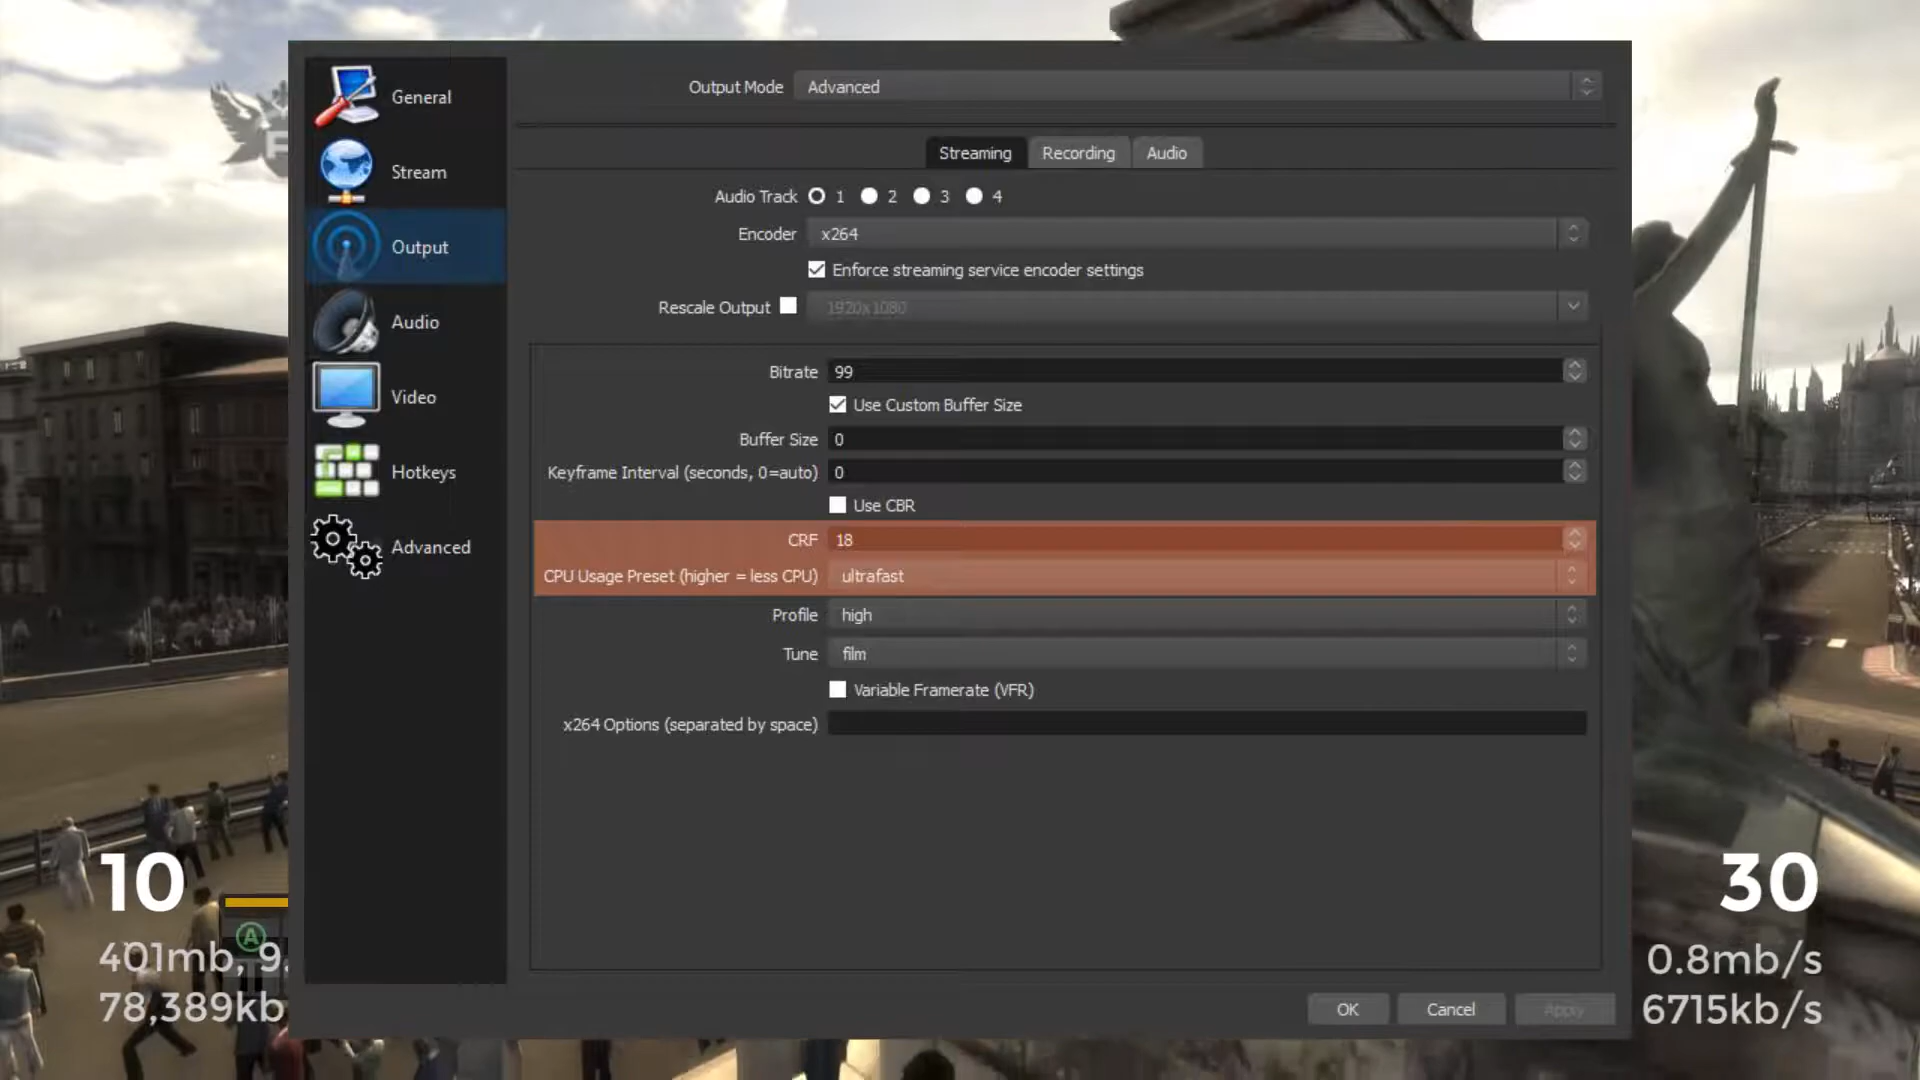 General
Stream
Output
Audio
Video
Hotkeys
Advanced
Output Mode Advanced
Streaming Recording Audio
Audio Track 1 2 3 4
Encoder x264
Enforce streaming service encoder settings
Rescale Output 1920x1080
Bitrate 99
Use Custom Buffer Size
Buffer Size 0
Keyframe Interval (seconds, 0=auto) 0
Use CBR
CRF 18
CPU Usage Preset (higher = less CPU) ultrafast
Profile high
Tune film
Variable Framerate (VFR)
x264 Options (separated by space)
OK Cancel Apply
10
A
401mb, 9.
78,389kb
30
0.8mb/s
6715kb/s